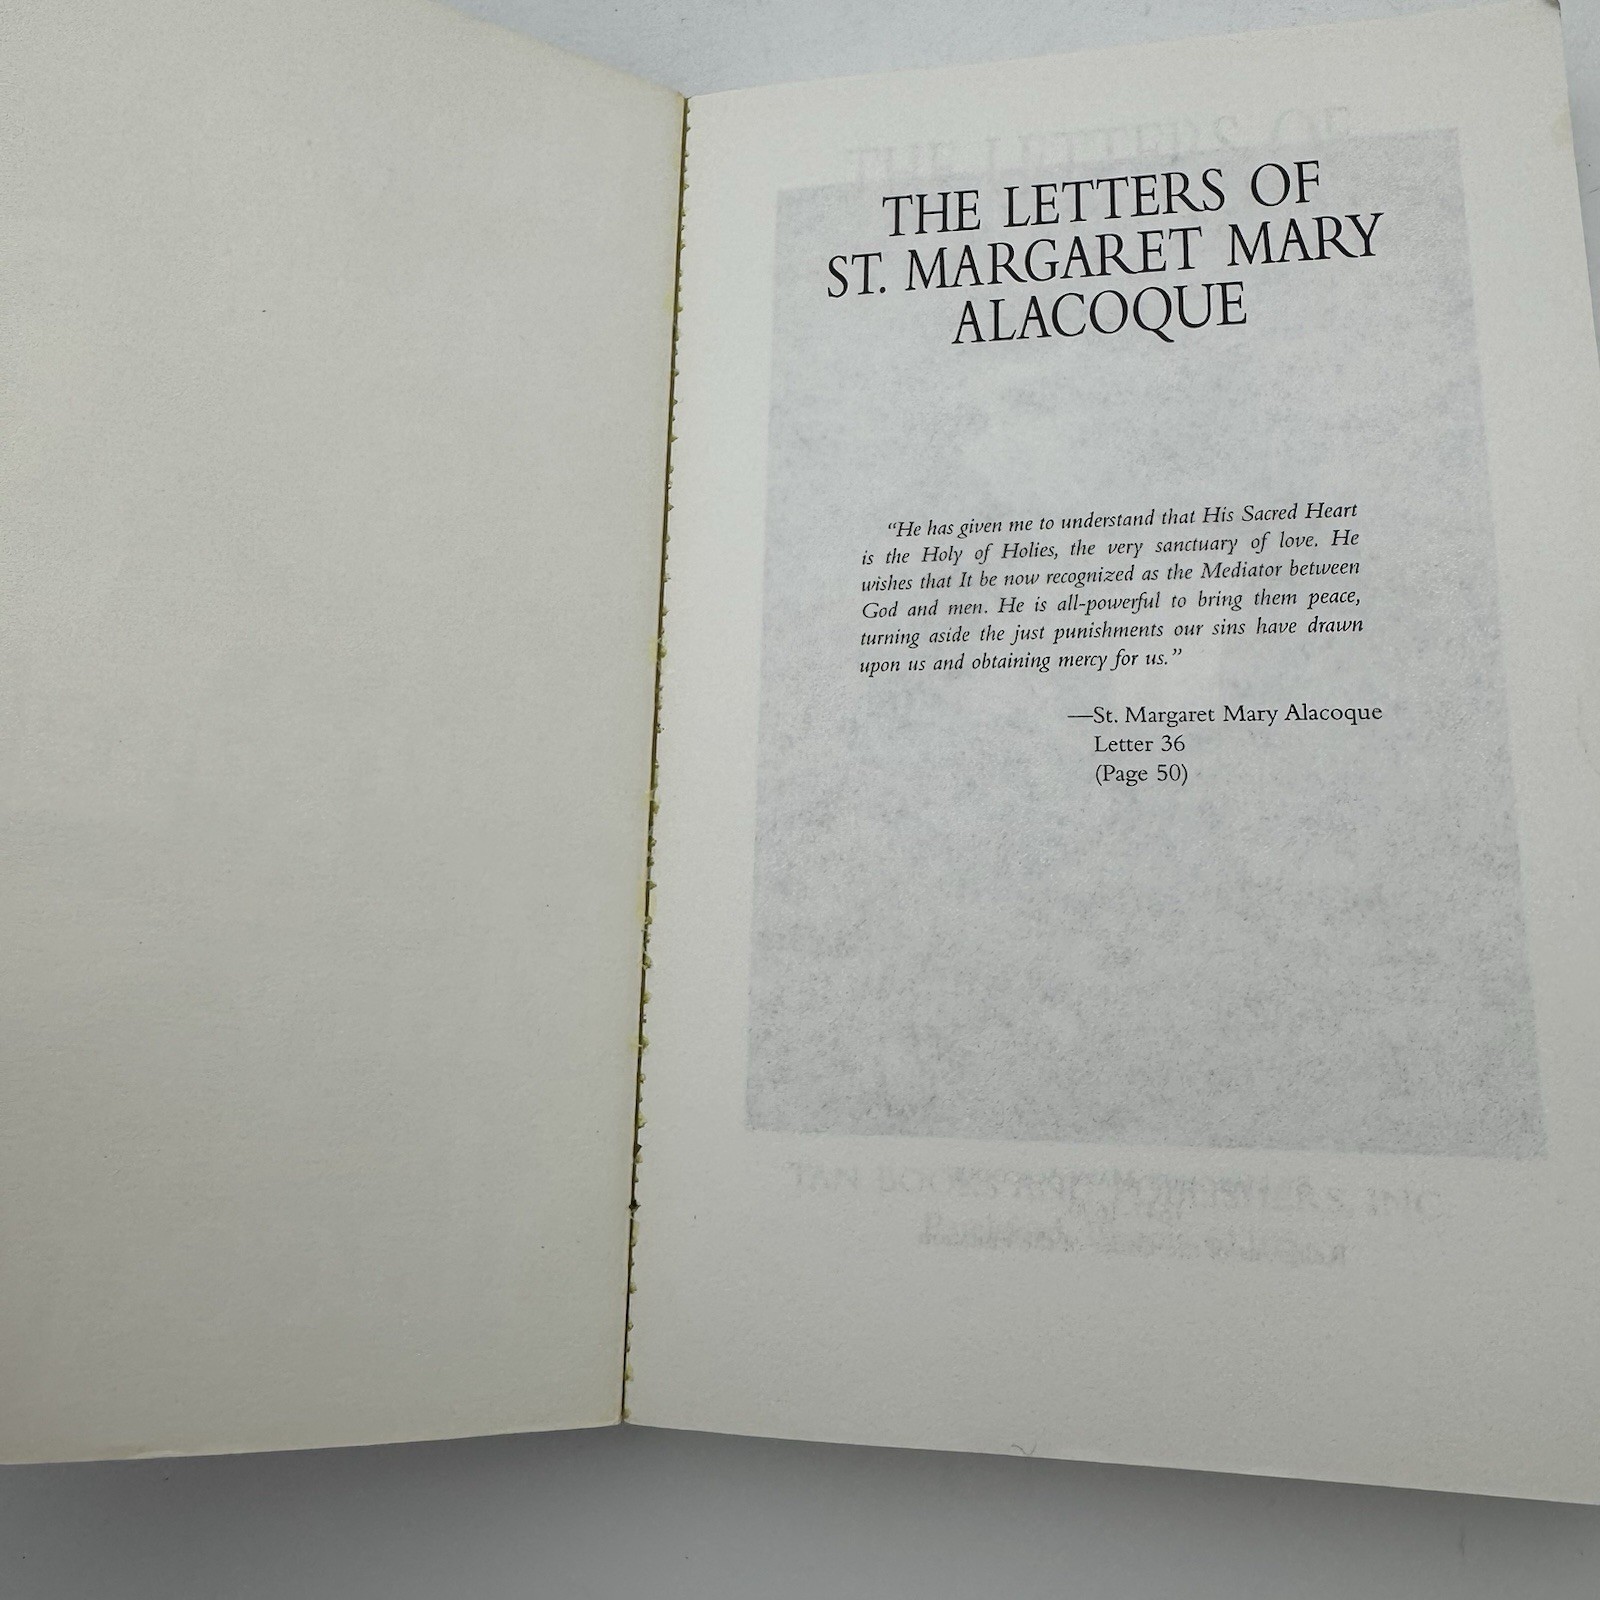 THE LETTERS OF
ST. MARGARET MARY
ALACOQUE
“He has given me to understand that His Sacred Heart
is the Holy of Holies, the very sanctuary of love. He
wishes that It be now recognized as the Mediator between
God and men. He is all-powerful to bring them peace,
turning aside the just punishments our sins have drawn
upon us and obtaining mercy for us.”
—St. Margaret Mary Alacoque
Letter 36
(Page 50)